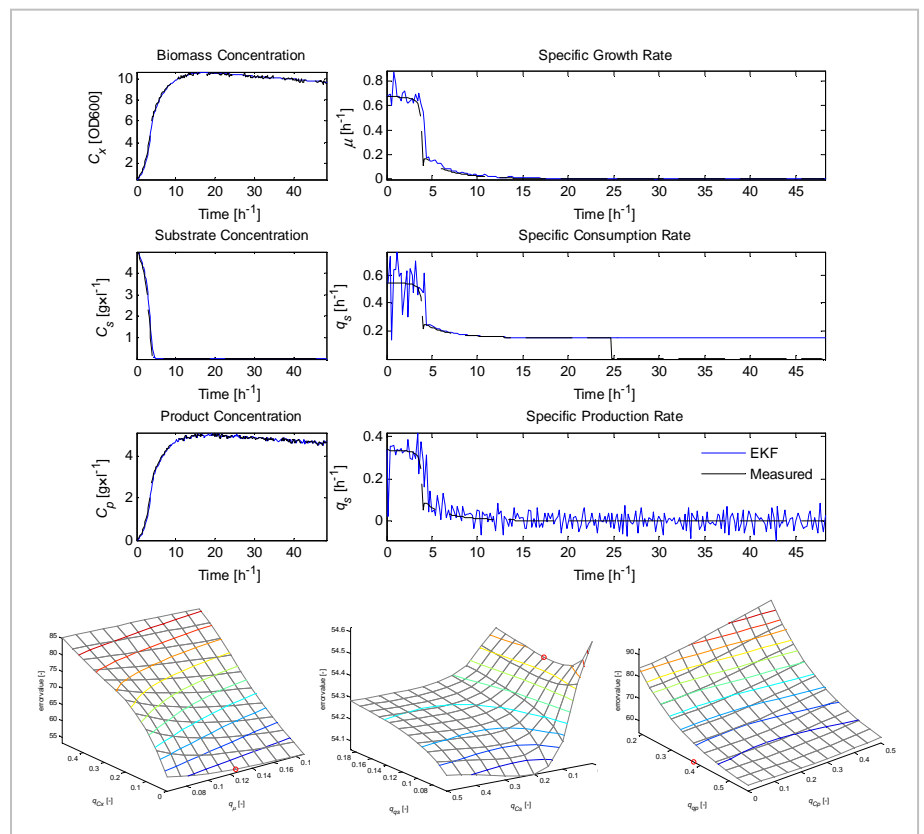 Biomass Concentration
Specific Growth Rate
C_x [OD600]
10
8
6
4
2
0 10 20 30 40
Time [h^-1]
μ [h^-1]
0.8
0.6
0.4
0.2
0
0 5 10 15 20 25 30 35 40 45
Time [h^-1]
Substrate Concentration
Specific Consumption Rate
C_s [g×l^-1]
4
3
2
1
0 10 20 30 40
Time [h^-1]
q_s [h^-1]
0.6
0.4
0.2
0 5 10 15 20 25 30 35 40 45
Time [h^-1]
Product Concentration
Specific Production Rate
C_p [g×l^-1]
4
2
0
0 10 20 30 40
Time [h^-1]
q_s [h^-1]
0.4
0.2
0
EKF
Measured
0 5 10 15 20 25 30 35 40 45
Time [h^-1]
errorvalue [-]
85
80
75
70
65
60
55
0.4
0.3
0.2
0.1
0
q_Cx [-]
0.08
0.1
0.12
0.14
0.16
0.1
q_μ [-]
errorvalue [-]
54.6
54.5
54.4
54.3
54.2
54.1
0.18
0.16
0.14
0.12
0.1
0.08
q_qs [-]
0.5
0.4
0.3
0.2
0.1
q_Cs [-]
errorvalue [-]
90
80
70
60
0.2
0.3
0.4
0.5
q_qp [-]
0
0.1
0.2
0.3
0.4
0.5
q_Cp [-]